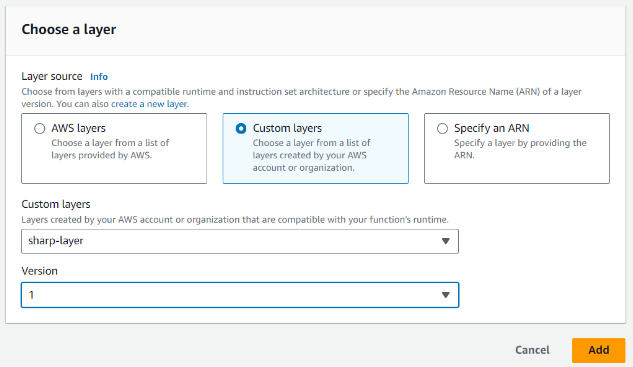 Choose a layer
Layer source Info
Choose from layers with a compatible runtime and instruction set architecture or specify the Amazon Resource Name (ARN) of a layer
version. You can also create a new layer.
AWS layers
Choose a layer from a list of
layers provided by AWS.
Custom layers
Choose a layer from a list of
layers created by your AWS
account or organization.
Specify an ARN
Specify a layer by providing the
ARN.
Custom layers
Layers created by your AWS account or organization that are compatible with your function's runtime.
sharp-layer
Version
1
Cancel Add